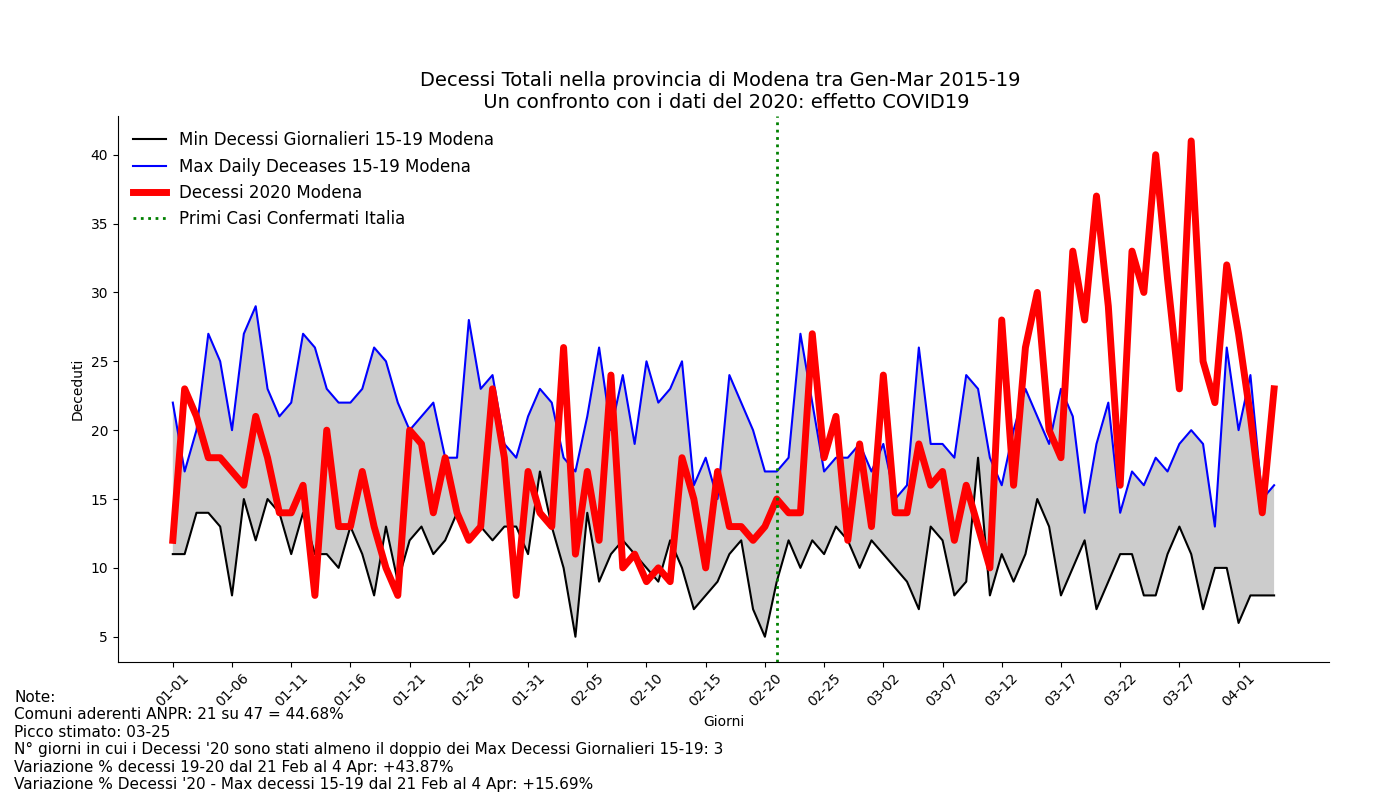 Decessi Totali nella provincia di Modena tra Gen-Mar 2015-19
Un confronto con i dati del 2020: effetto COVID19
Min Decessi Giornalieri 15-19 Modena
Max Daily Deceases 15-19 Modena
Decessi 2020 Modena
Primi Casi Confermati Italia
Deceduti
40
35
30
25
20
15
10
5
01-01
01-06
01-11
01-16
01-21
01-26
01-31
02-05
02-10
02-15
02-20
02-25
03-02
03-07
03-12
03-17
03-22
03-27
04-01
Giorni
Note:
Comuni aderenti ANPR: 21 su 47 = 44.68%
Picco stimato: 03-25
N° giorni in cui i Decessi '20 sono stati almeno il doppio dei Max Decessi Giornalieri 15-19: 3
Variazione % decessi 19-20 dal 21 Feb al 4 Apr: +43.87%
Variazione % Decessi '20 - Max decessi 15-19 dal 21 Feb al 4 Apr: +15.69%